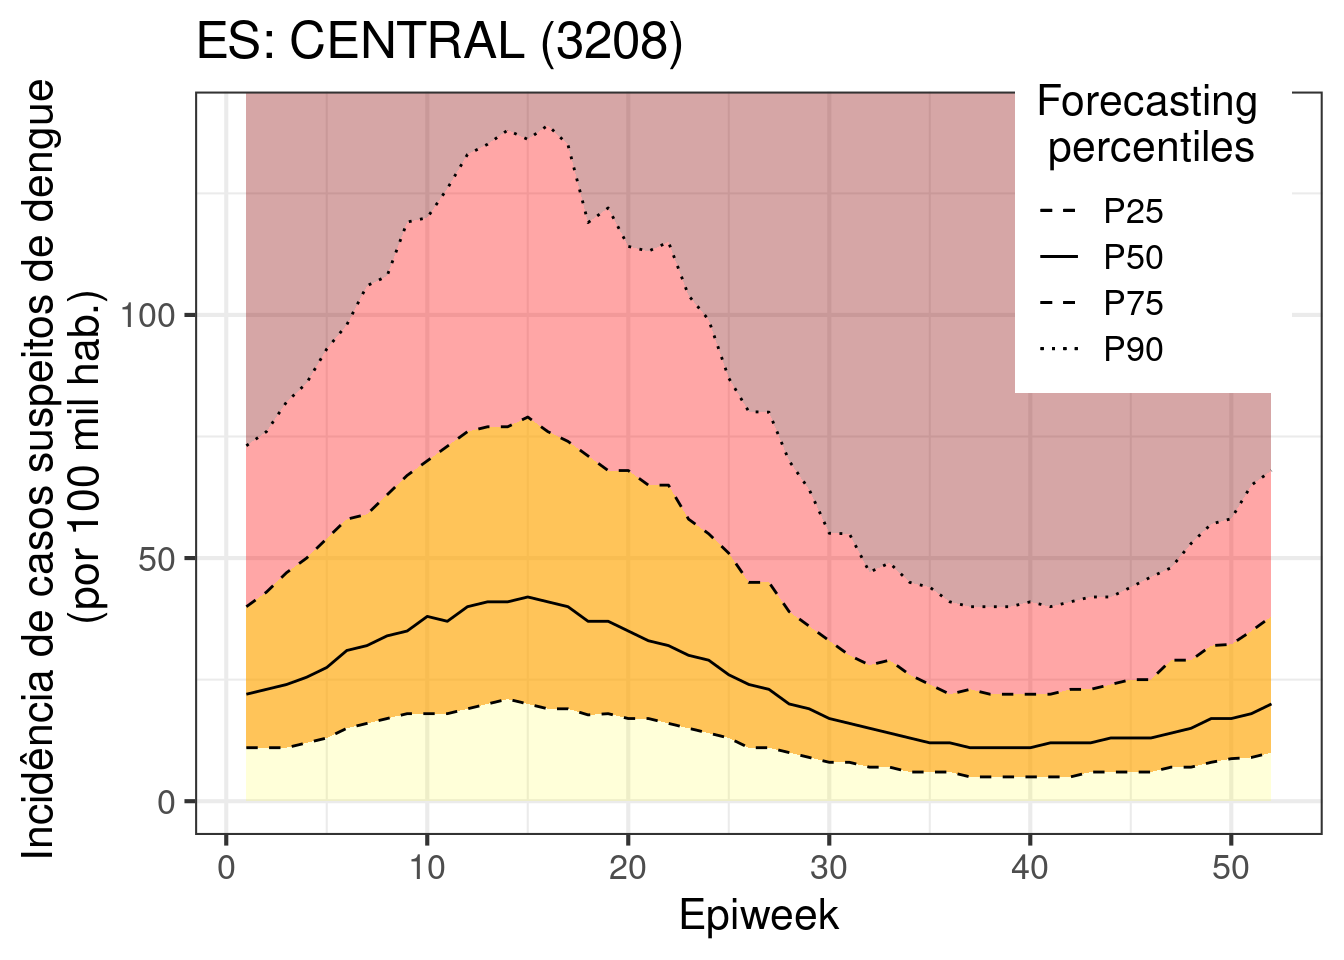 ES: CENTRAL (3208)
Incidência de casos suspeitos de dengue
(por 100 mil hab.)
100
50
0
0
10
20
30
40
50
Epiweek
Forecasting
percentiles
P25
P50
P75
P90